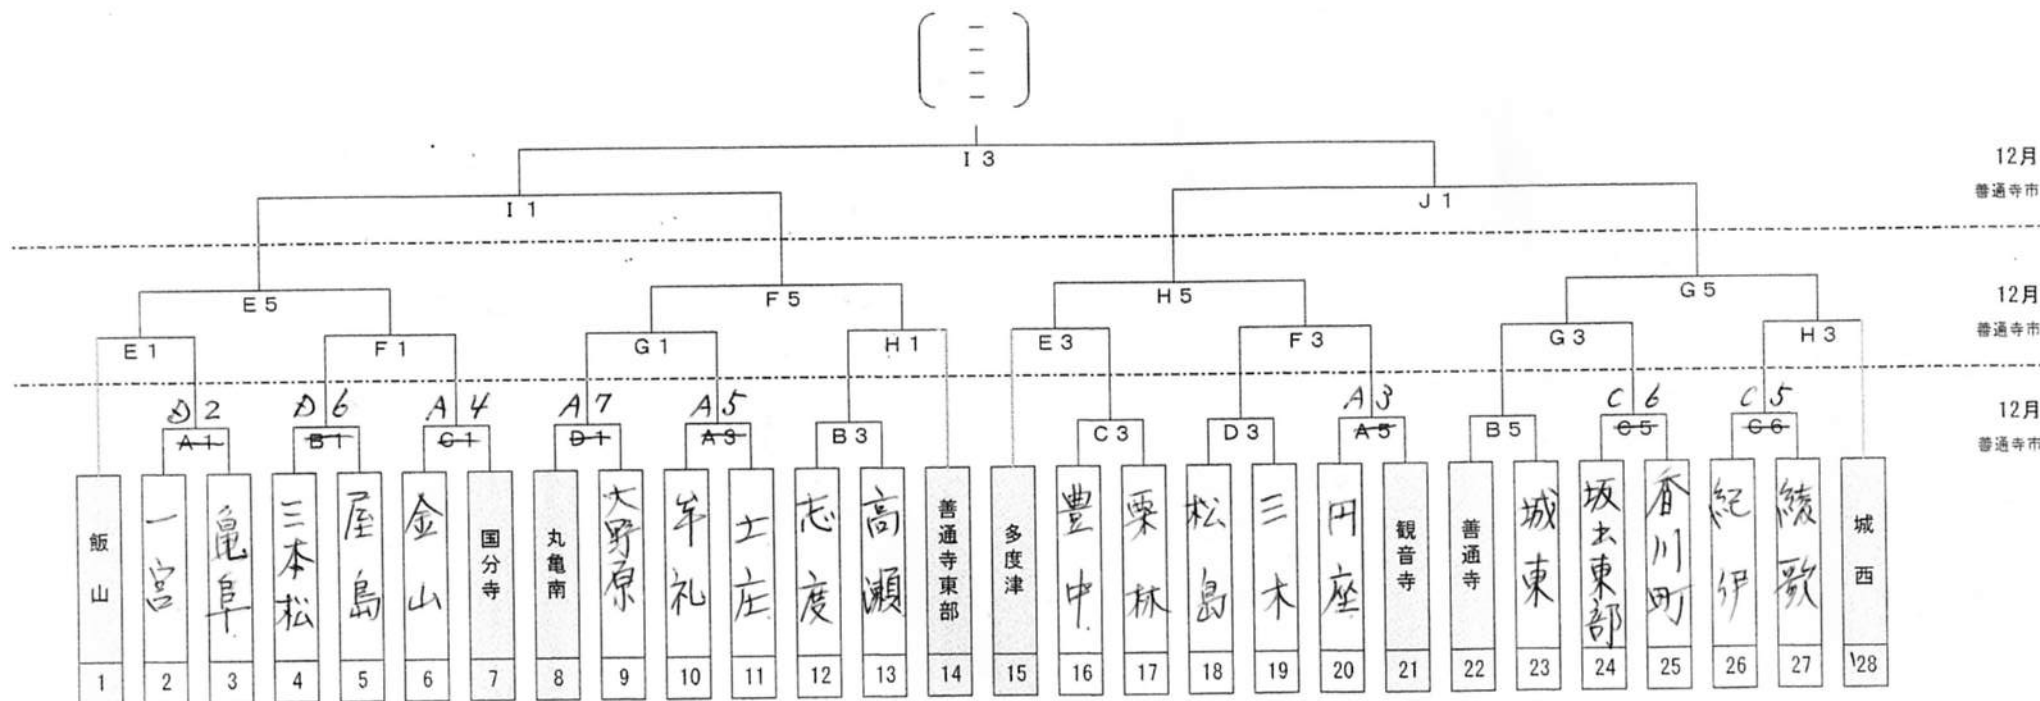 I 3
12月
善通寺市
I 1
J 1
E 5
F 5
H 5
G 5
12月
善通寺市
E 1
F 1
G 1
H 1
E 3
F 3
G 3
H 3
12月
善通寺市
D 2
D 6
A 4
A 7
A 5
A 3
C 6
C 5
A 1
B 1
C 1
D 1
A 3
B 3
C 3
D 3
A 5
B 5
C 5
C 6
飯山
一宮
亀阜
三本松
屋島
金山
国分寺
丸亀南
大野原
牟礼
土庄
志度
高瀬
善通寺東部
多度津
豊中
栗林
松島
三木
円座
観音寺
善通寺
城東
坂出東部
香川町
紀伊
綾歌
城西
1 2 3 4 5 6 7 8 9 10 11 12 13 14 15 16 17 18 19 20 21 22 23 24 25 26 27 28